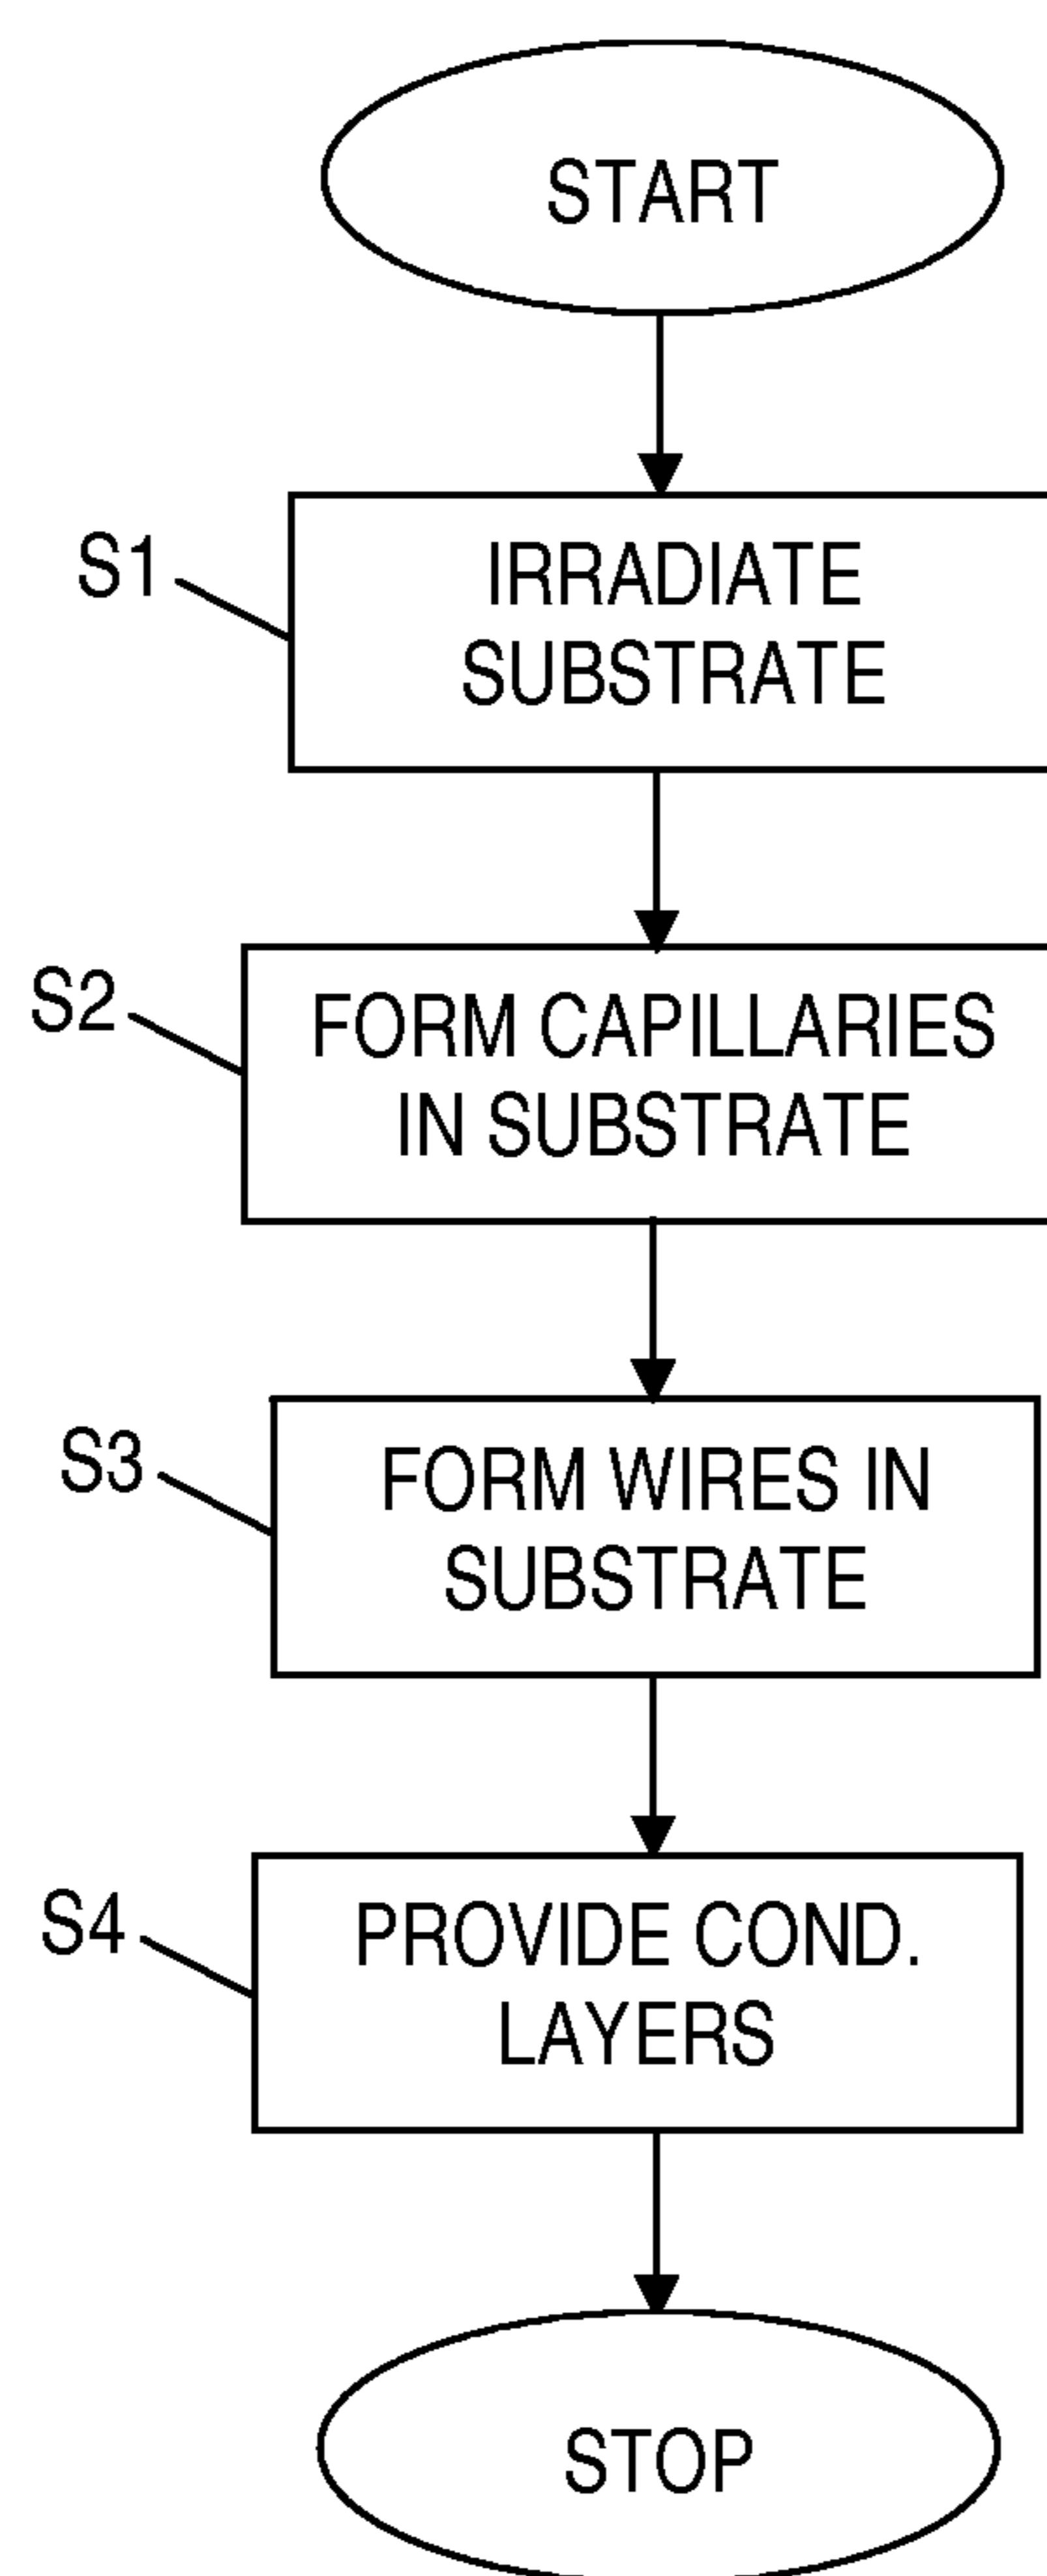 START
S1
IRRADIATE
SUBSTRATE
S2
FORM CAPILLARIES
IN SUBSTRATE
S3
FORM WIRES IN
SUBSTRATE
S4
PROVIDE COND.
LAYERS
STOP